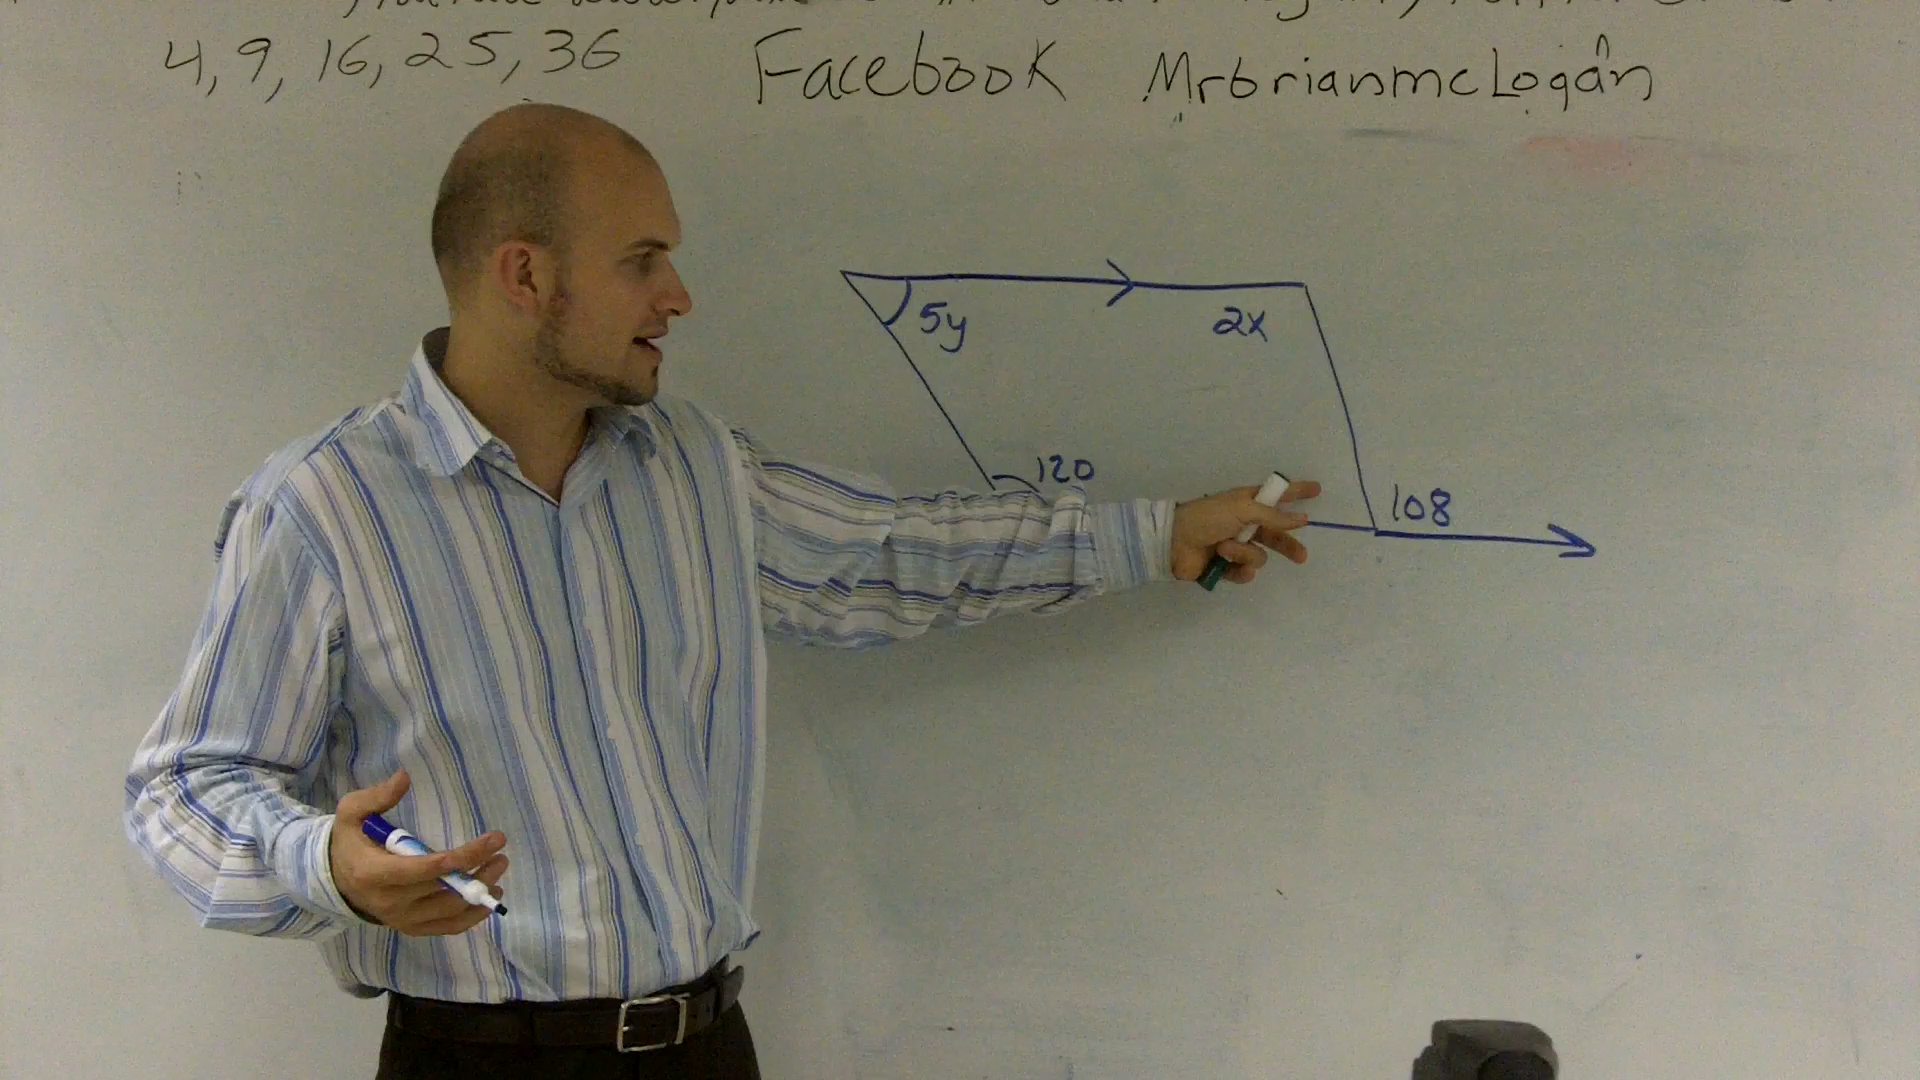 4, 9, 16, 25, 36 Facebook Mrbrianmclogan
5y 2x
120
108